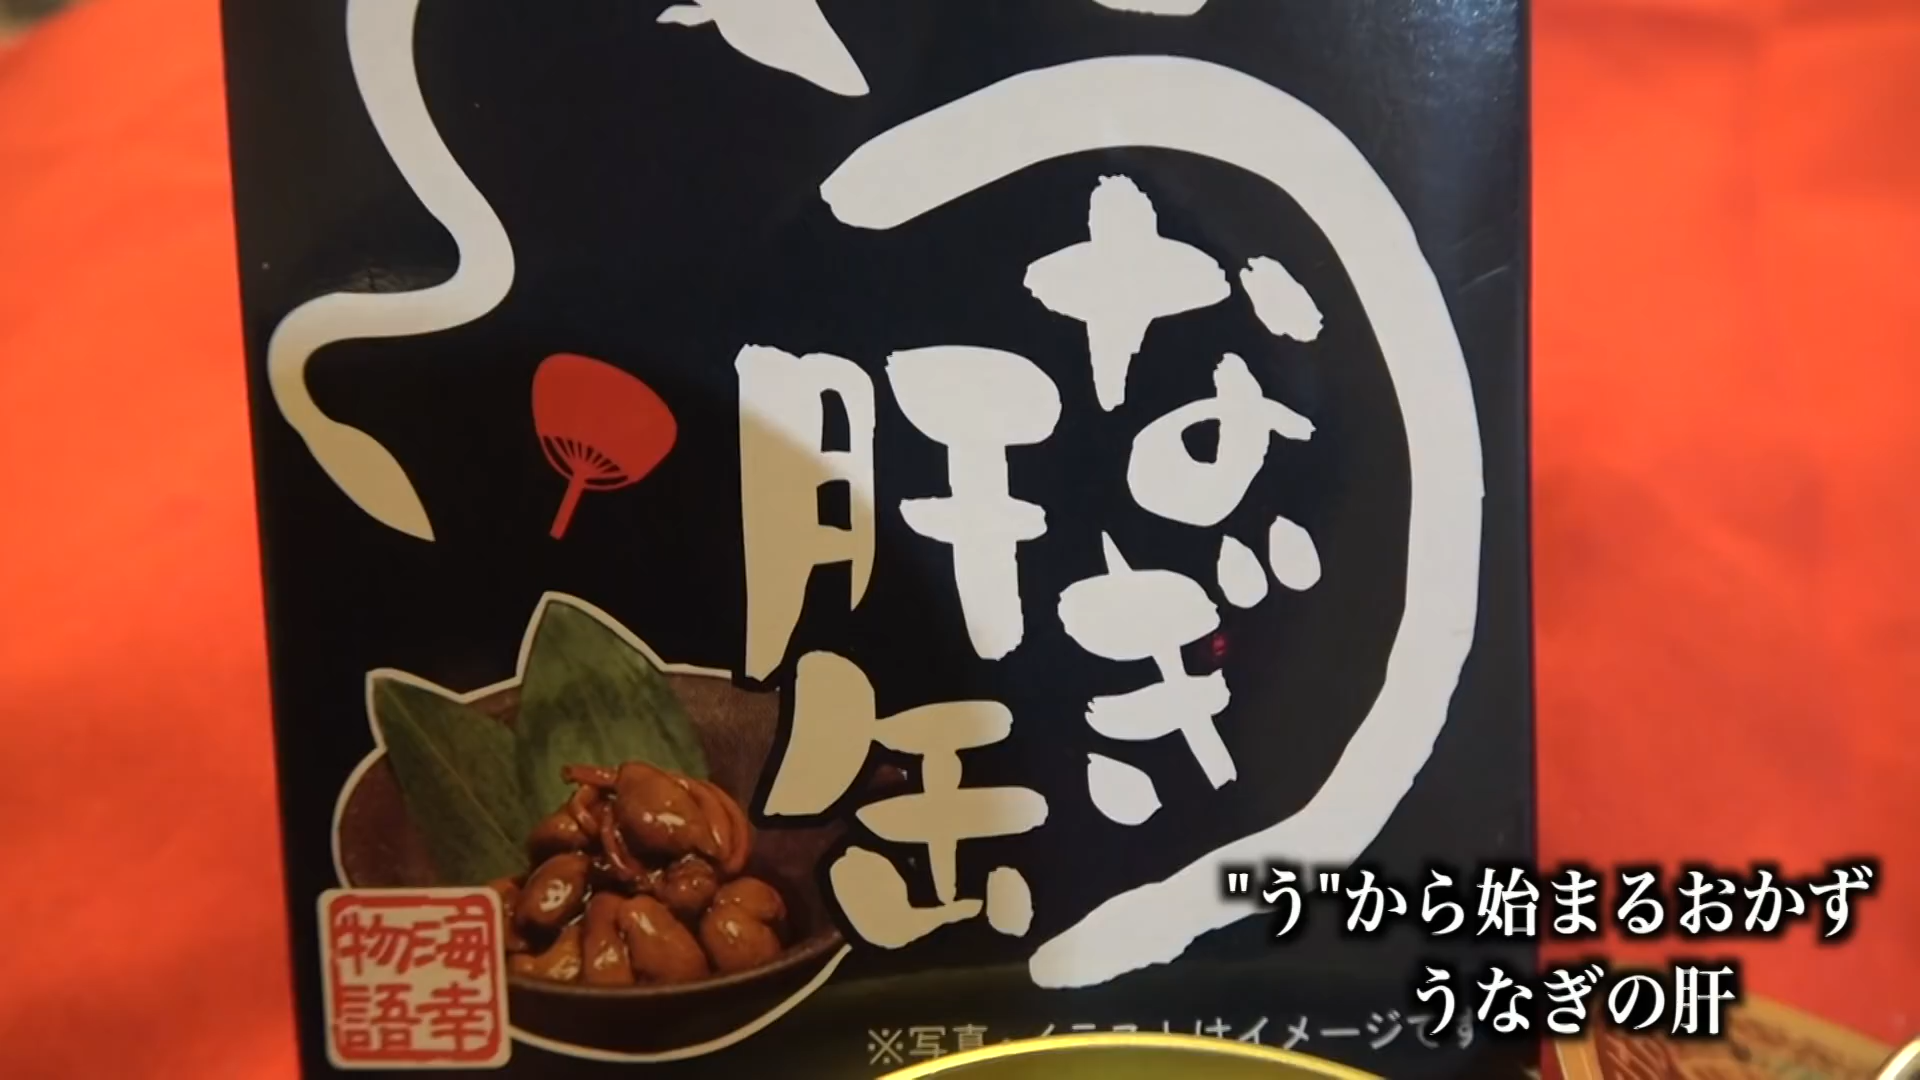 うなぎ
肝缶
海幸
物語
※写真・イラストはイメージです
"う"から始まるおかず
うなぎの肝